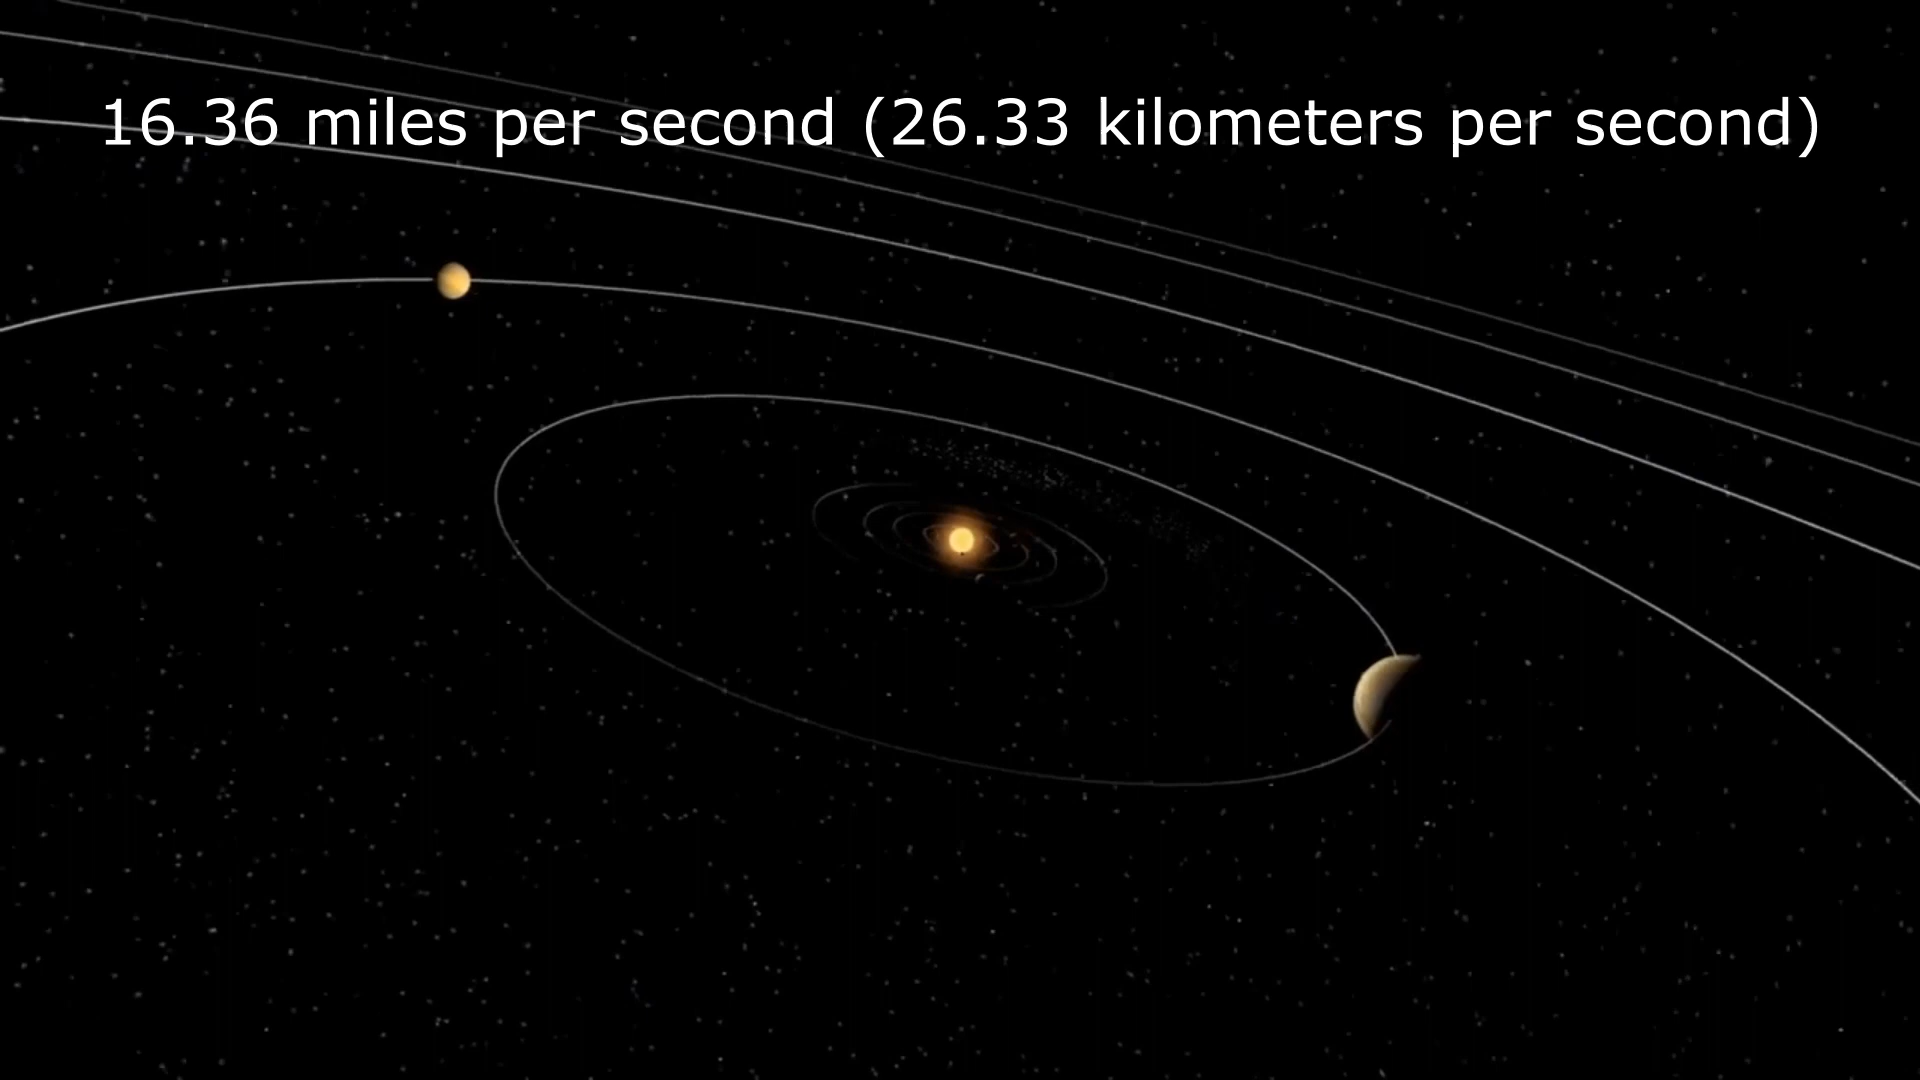 16.36 miles per second (26.33 kilometers per second)